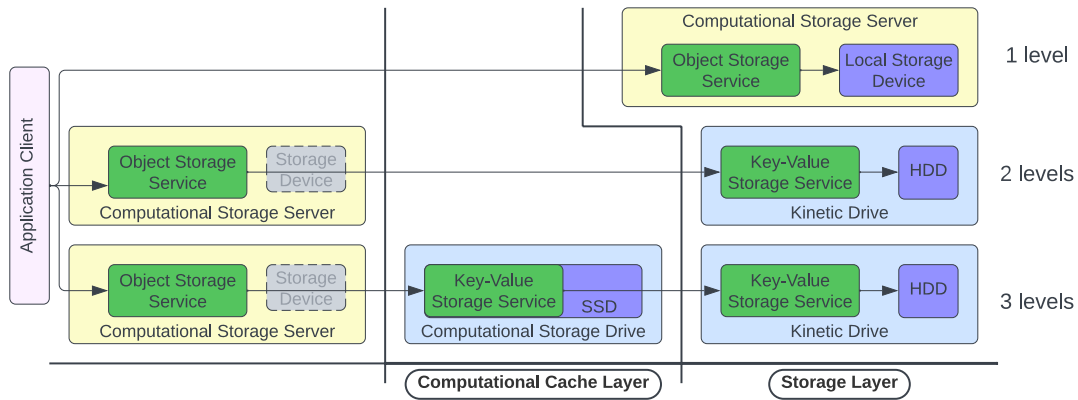 Computational Storage Server
Object Storage
Service
Local Storage
Device
1 level
Application Client
Object Storage
Service
Storage
Device
Computational Storage Server
Key-Value
Storage Service
HDD
Kinetic Drive
2 levels
Object Storage
Service
Storage
Device
Computational Storage Server
Key-Value
Storage Service
SSD
Computational Storage Drive
Key-Value
Storage Service
HDD
Kinetic Drive
3 levels
Computational Cache Layer
Storage Layer